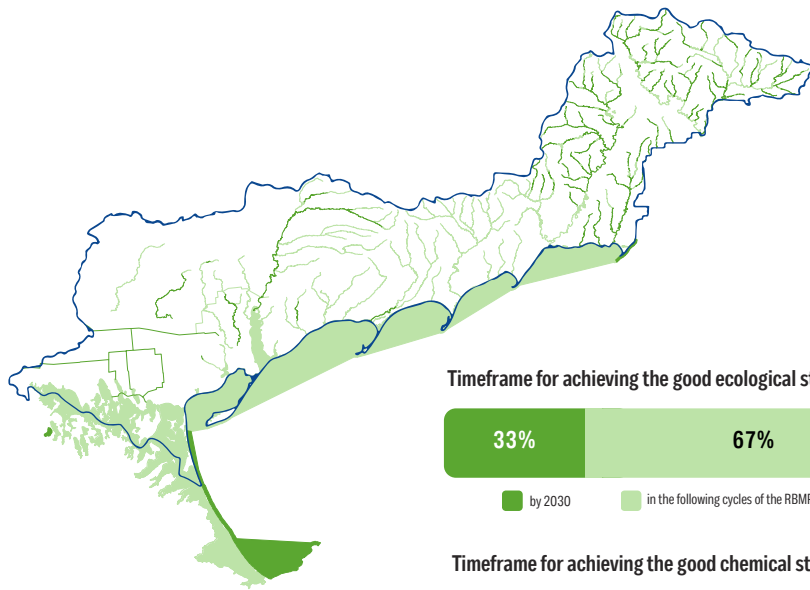 Timeframe for achieving the good ecological st
33% 67%
by 2030 in the following cycles of the RBMP
Timeframe for achieving the good chemical st